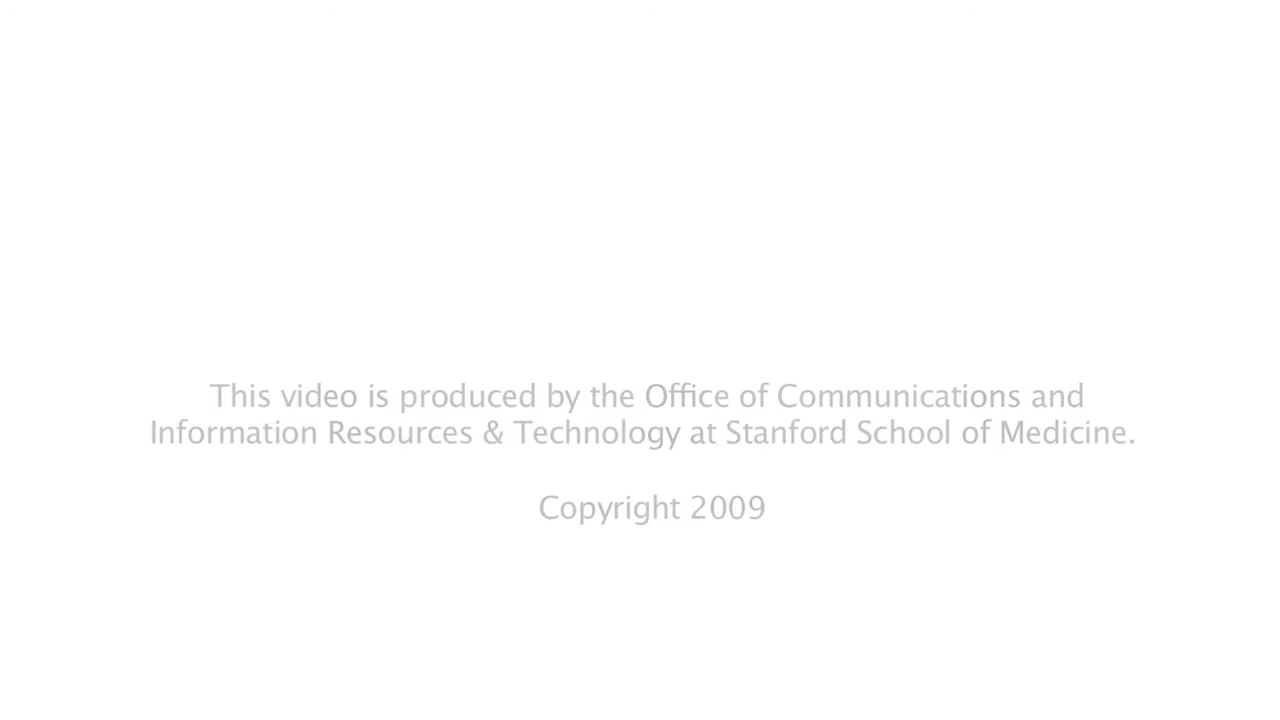 This video is produced by the Office of Communications and
Information Resources & Technology at Stanford School of Medicine.
Copyright 2009